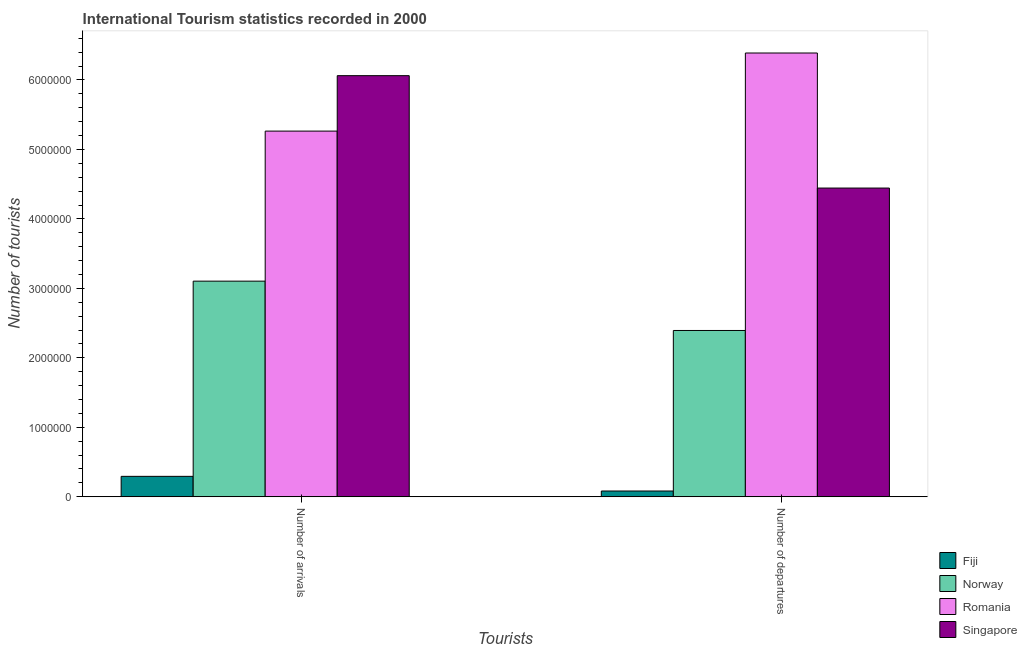 International Tourism statistics recorded in 2000
Number of tourists
6000000
5000000
4000000
3000000
2000000
1000000
0
Number of arrivals
Number of departures
Tourists
Fiji
Norway
Romania
Singapore